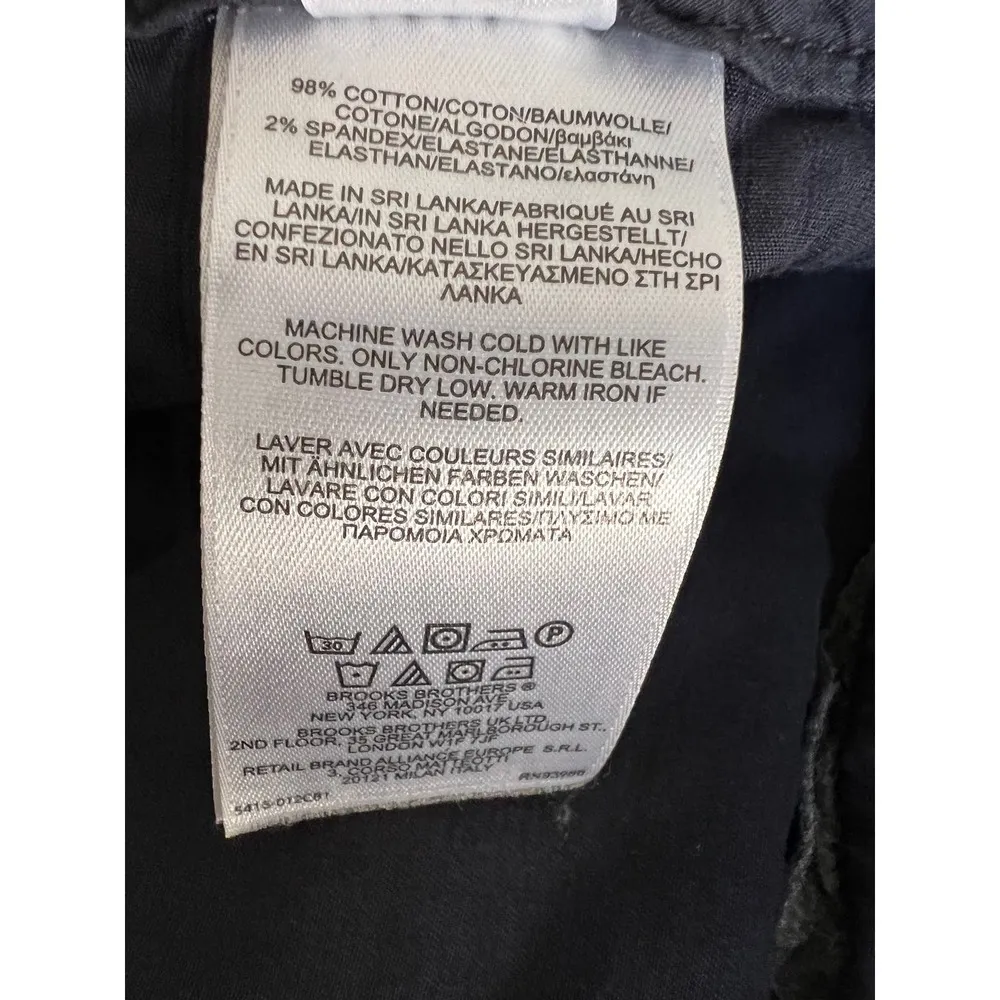 98% COTTON/COTON/BAUMWOLLE/
COTONE/ALGODON/βαμβάκι
2% SPANDEX/ELASTANE/ELASTHANNE/
ELASTHAN/ELASTANO/ελαστάνη
MADE IN SRI LANKA/FABRIQUÉ AU SRI
LANKA/IN SRI LANKA HERGESTELLT/
CONFEZIONATO NELLO SRI LANKA/HECHO
EN SRI LANKA/ΚΑΤΑΣΚΕΥΑΣΜΕΝΟ ΣΤΗ ΣΡΙ
ΛΑΝΚΑ
MACHINE WASH COLD WITH LIKE
COLORS. ONLY NON-CHLORINE BLEACH.
TUMBLE DRY LOW. WARM IRON IF
NEEDED.
LAVER AVEC COULEURS SIMILAIRES/
MIT ÄHNLICHEN FARBEN WASCHEN/
LAVARE CON COLORI SIMILI/LAVAR
CON COLORES SIMILARES/ΠΛΥΣΙΜΟ ΜΕ
ΠΑΡΟΜΟΙΑ ΧΡΩΜΑΤΑ
30 P
BROOKS BROTHERS ®
346 MADISON AVE
NEW YORK, NY 10017 USA
BROOKS BROTHERS UK LTD
2ND FLOOR, 35 GREAT MARLBOROUGH ST.,
LONDON W1F 7JF
RETAIL BRAND ALLIANCE EUROPE S.R.L.
3, CORSO MATTEOTTI
20121 MILAN ITALY